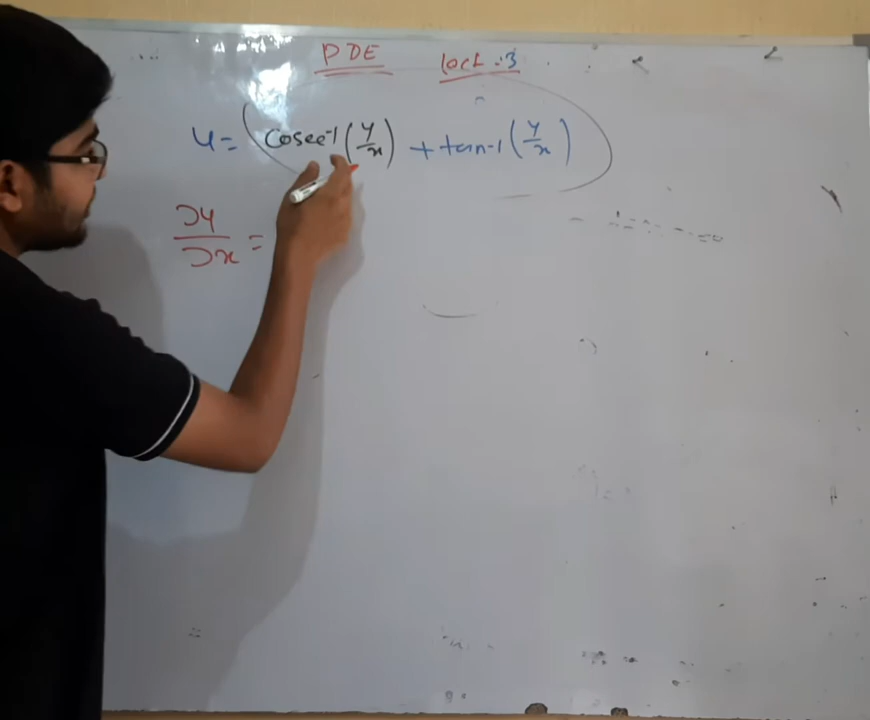 PDE Lect :3
u = cosec-1 (y/x) + tan-1 (y/x)
∂u/∂x =